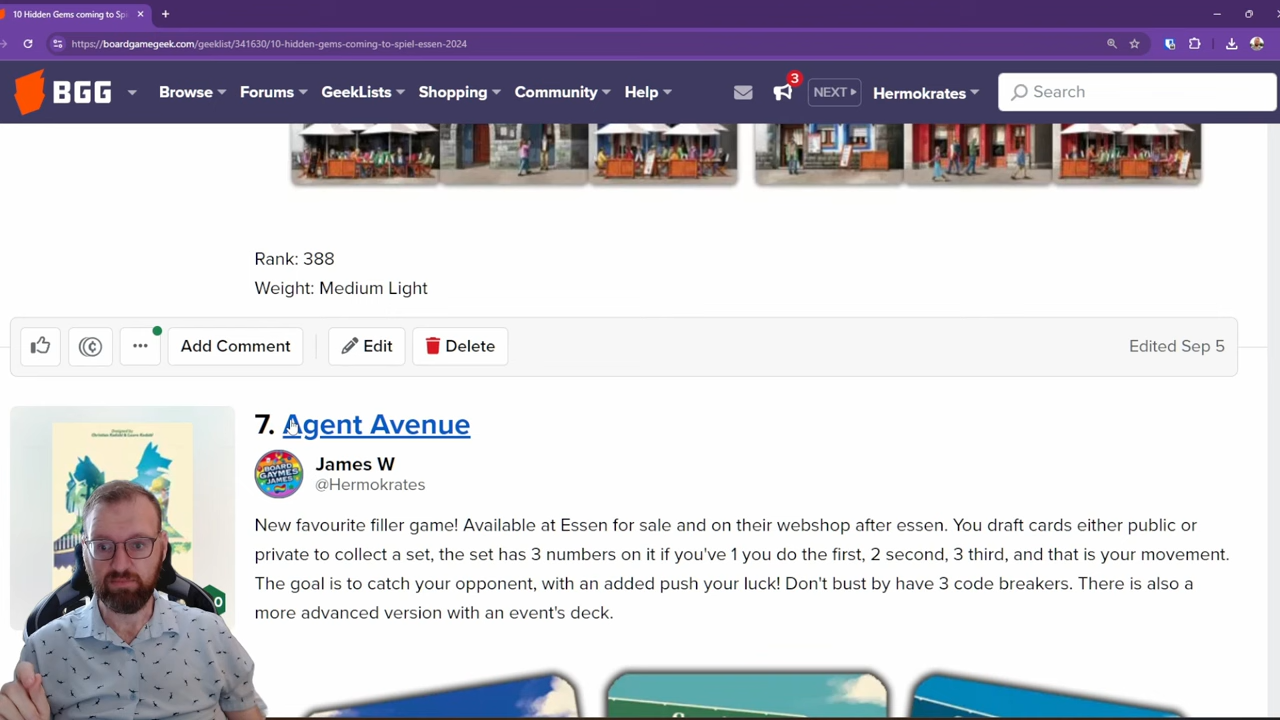 10 Hidden Gems coming to Sp
https://boardgamegeek.com/geeklist/341630/10-hidden-gems-coming-to-spiel-essen-2024
BGG
Browse Forums GeekLists Shopping Community Help
3
NEXT
Hermokrates
Search
Rank: 388
Weight: Medium Light
Add Comment
Edit
Delete
Edited Sep 5
7. Agent Avenue
BOARD GAYMES JAMES
James W
@Hermokrates
New favourite filler game! Available at Essen for sale and on their webshop after essen. You draft cards either public or
private to collect a set, the set has 3 numbers on it if you've 1 you do the first, 2 second, 3 third, and that is your movement.
The goal is to catch your opponent, with an added push your luck! Don't bust by have 3 code breakers. There is also a
more advanced version with an event's deck.